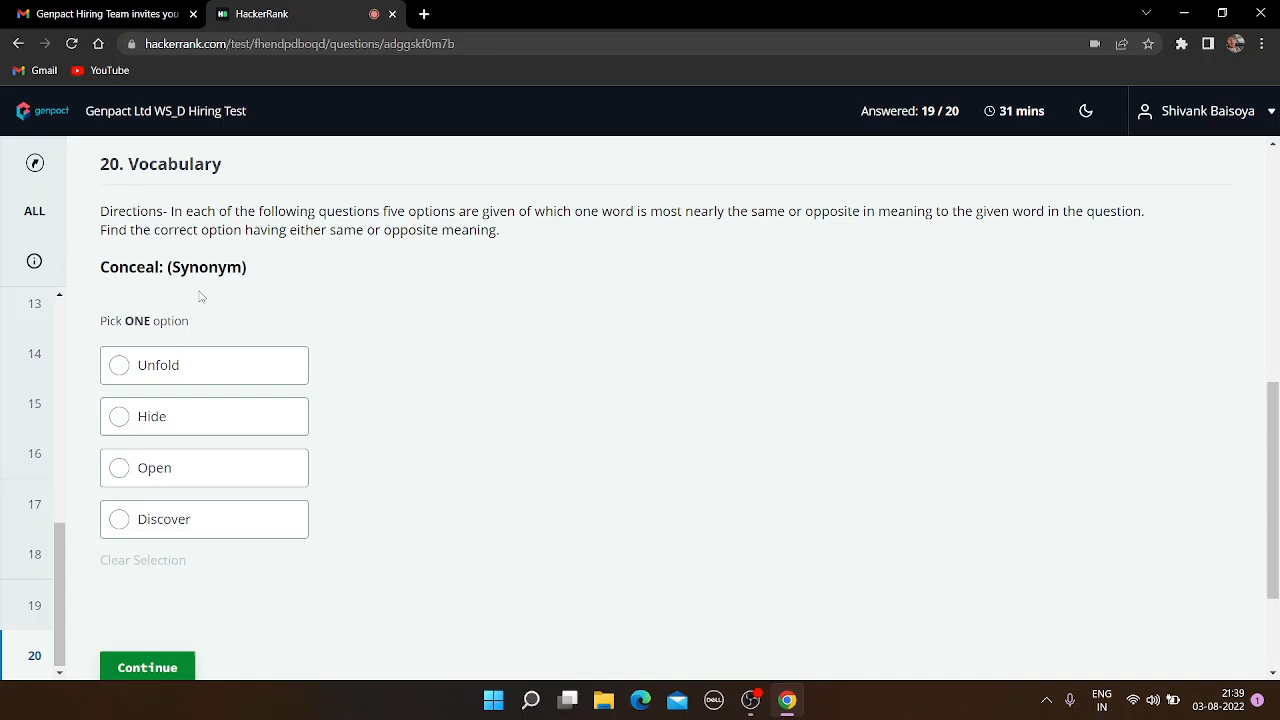 Genpact Hiring Team invites you
HackerRank
hackerrank.com/test/fhendpdboqd/questions/adggskf0m7b
Gmail
YouTube
genpact
Genpact Ltd WS_D Hiring Test
Answered: 19 / 20
31 mins
Shivank Baisoya
ALL
13
14
15
16
17
18
19
20
20. Vocabulary
Directions- In each of the following questions five options are given of which one word is most nearly the same or opposite in meaning to the given word in the question.
Find the correct option having either same or opposite meaning.
Conceal: (Synonym)
Pick ONE option
Unfold
Hide
Open
Discover
Clear Selection
Continue
DELL
ENG
IN
21:39
03-08-2022
1